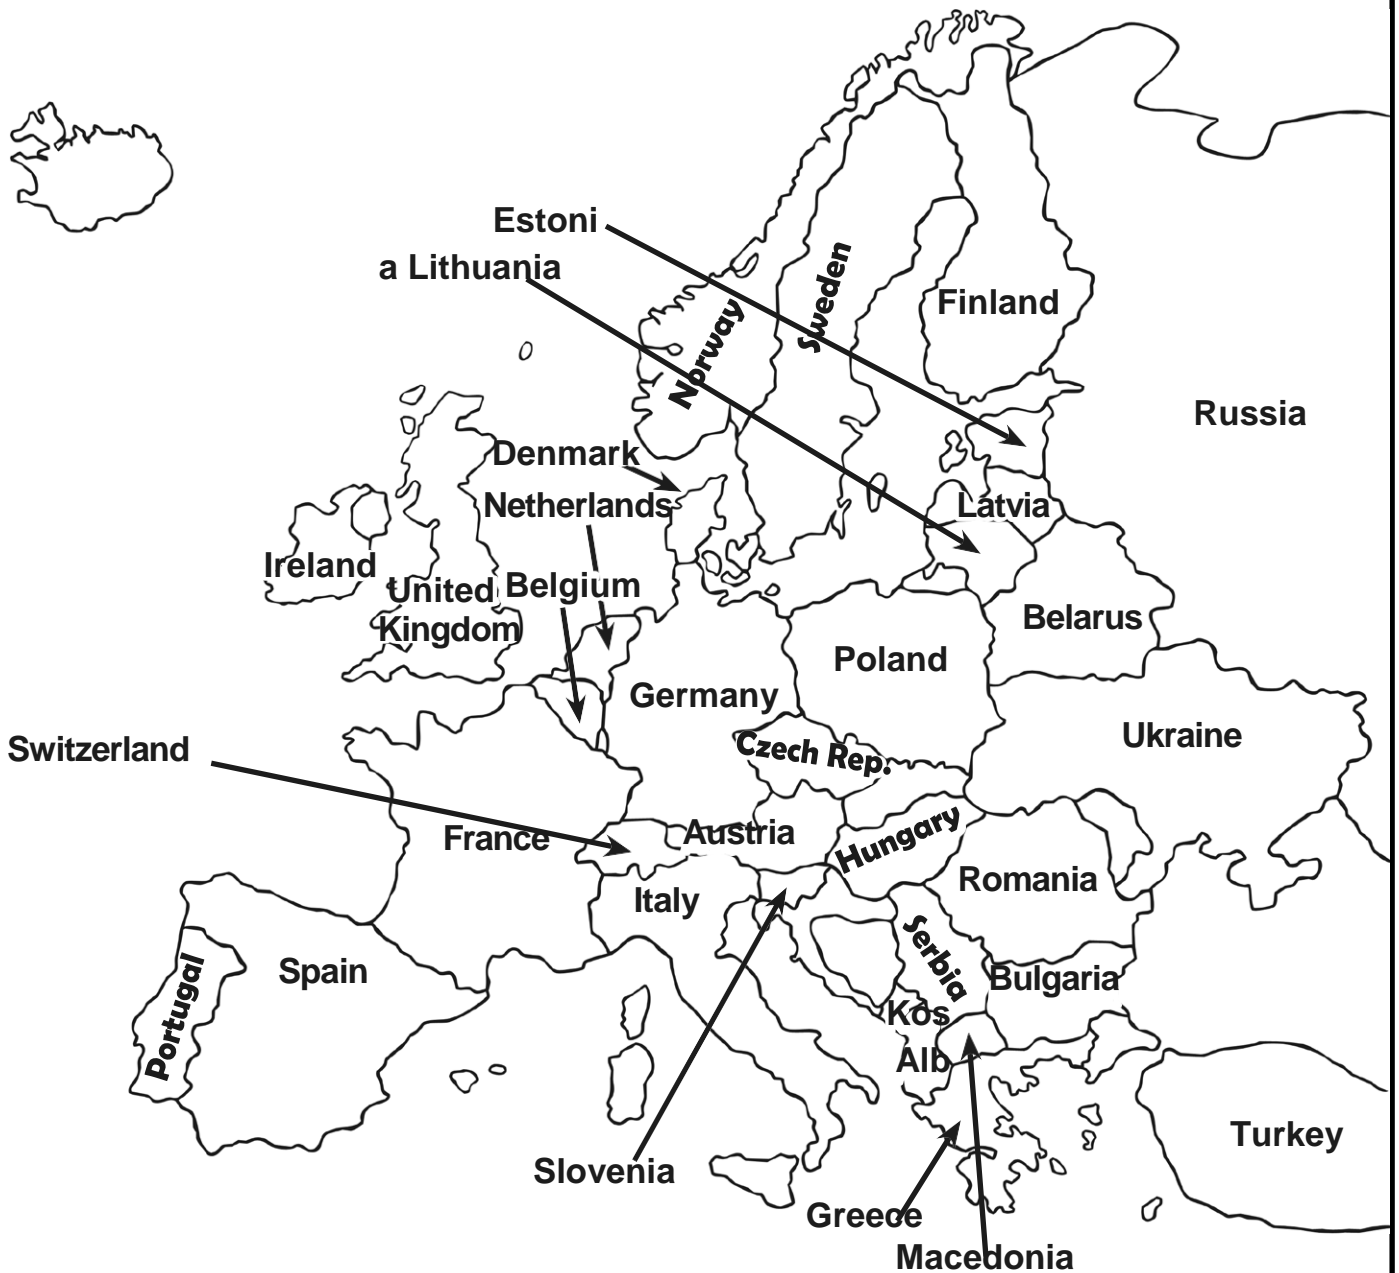 Estoni
a Lithuania
Sweden
Finland
Norway
Russia
Denmark
Netherlands
Latvia
Ireland
United
Kingdom
Belgium
Belarus
Poland
Germany
Ukraine
Switzerland
Czech Rep.
France
Austria
Hungary
Romania
Italy
Serbia
Spain
Portugal
Bulgaria
Kos
Alb
Turkey
Slovenia
Greece
Macedonia